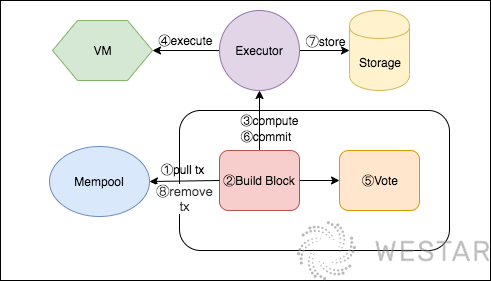 VM
④execute
Executor
⑦store
Storage
③compute
⑥commit
Mempool
①pull tx
⑧remove
tx
②Build Block
⑤Vote
WESTAR